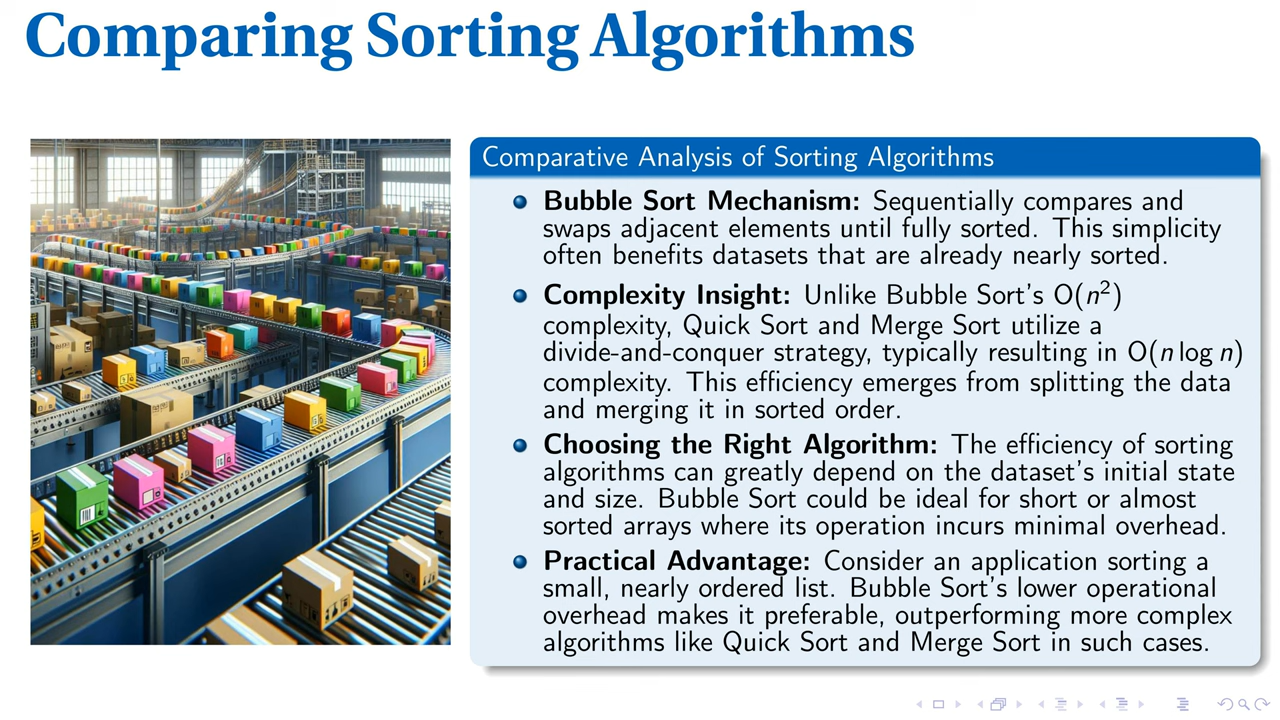 Comparing Sorting Algorithms
Comparative Analysis of Sorting Algorithms
Bubble Sort Mechanism: Sequentially compares and
swaps adjacent elements until fully sorted. This simplicity
often benefits datasets that are already nearly sorted.
Complexity Insight: Unlike Bubble Sort's O(n²)
complexity, Quick Sort and Merge Sort utilize a
divide-and-conquer strategy, typically resulting in O(n log n)
complexity. This efficiency emerges from splitting the data
and merging it in sorted order.
Choosing the Right Algorithm: The efficiency of sorting
algorithms can greatly depend on the dataset's initial state
and size. Bubble Sort could be ideal for short or almost
sorted arrays where its operation incurs minimal overhead.
Practical Advantage: Consider an application sorting a
small, nearly ordered list. Bubble Sort's lower operational
overhead makes it preferable, outperforming more complex
algorithms like Quick Sort and Merge Sort in such cases.